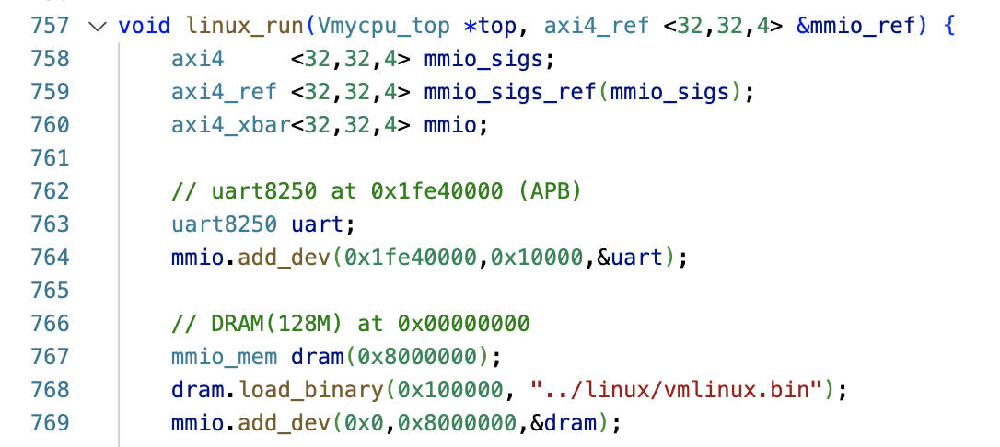 757 void linux_run(Vmycpu_top *top, axi4_ref <32,32,4> &mmio_ref) {
758     axi4     <32,32,4> mmio_sigs;
759     axi4_ref <32,32,4> mmio_sigs_ref(mmio_sigs);
760     axi4_xbar<32,32,4> mmio;
761
762     // uart8250 at 0x1fe40000 (APB)
763     uart8250 uart;
764     mmio.add_dev(0x1fe40000,0x10000,&uart);
765
766     // DRAM(128M) at 0x00000000
767     mmio_mem dram(0x8000000);
768     dram.load_binary(0x100000, "../linux/vmlinux.bin");
769     mmio.add_dev(0x0,0x8000000,&dram);